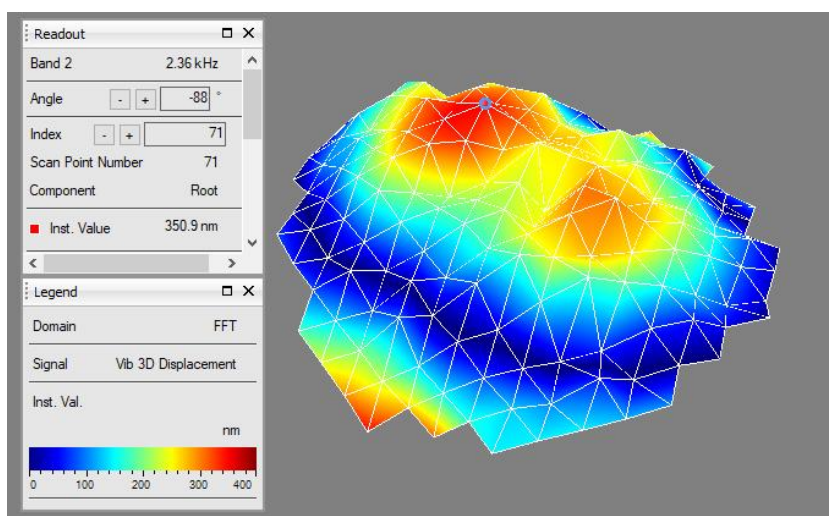 Readout
Band 2 2.36 kHz
Angle - + -88 °
Index - + 71
Scan Point Number 71
Component Root
Inst. Value 350.9 nm
Legend
Domain FFT
Signal Vib 3D Displacement
Inst. Val.
nm
0 100 200 300 400